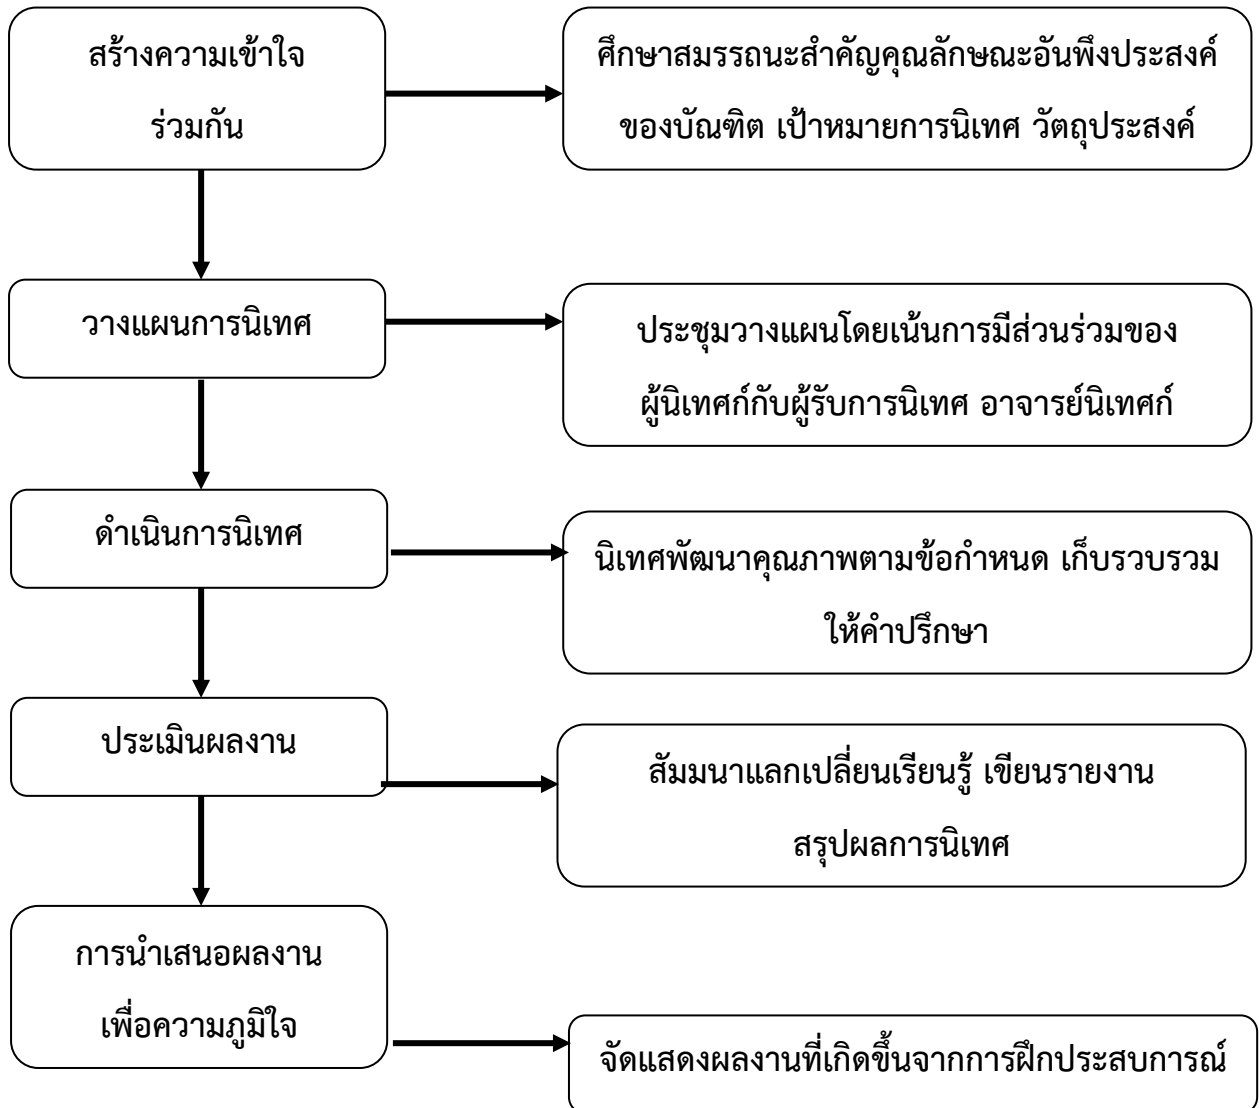 สร้างความเข้าใจ
ร่วมกัน
ศึกษาสมรรถนะสำคัญคุณลักษณะอันพึงประสงค์
ของบัณฑิต เป้าหมายการนิเทศ วัตถุประสงค์
วางแผนการนิเทศ
ประชุมวางแผนโดยเน้นการมีส่วนร่วมของ
ผู้นิเทศก์กับผู้รับการนิเทศ อาจารย์นิเทศก์
ดำเนินการนิเทศ
นิเทศพัฒนาคุณภาพตามข้อกำหนด เก็บรวบรวม
ให้คำปรึกษา
ประเมินผลงาน
สัมมนาแลกเปลี่ยนเรียนรู้ เขียนรายงาน
สรุปผลการนิเทศ
การนำเสนอผลงาน
เพื่อความภูมิใจ
จัดแสดงผลงานที่เกิดขึ้นจากการฝึกประสบการณ์